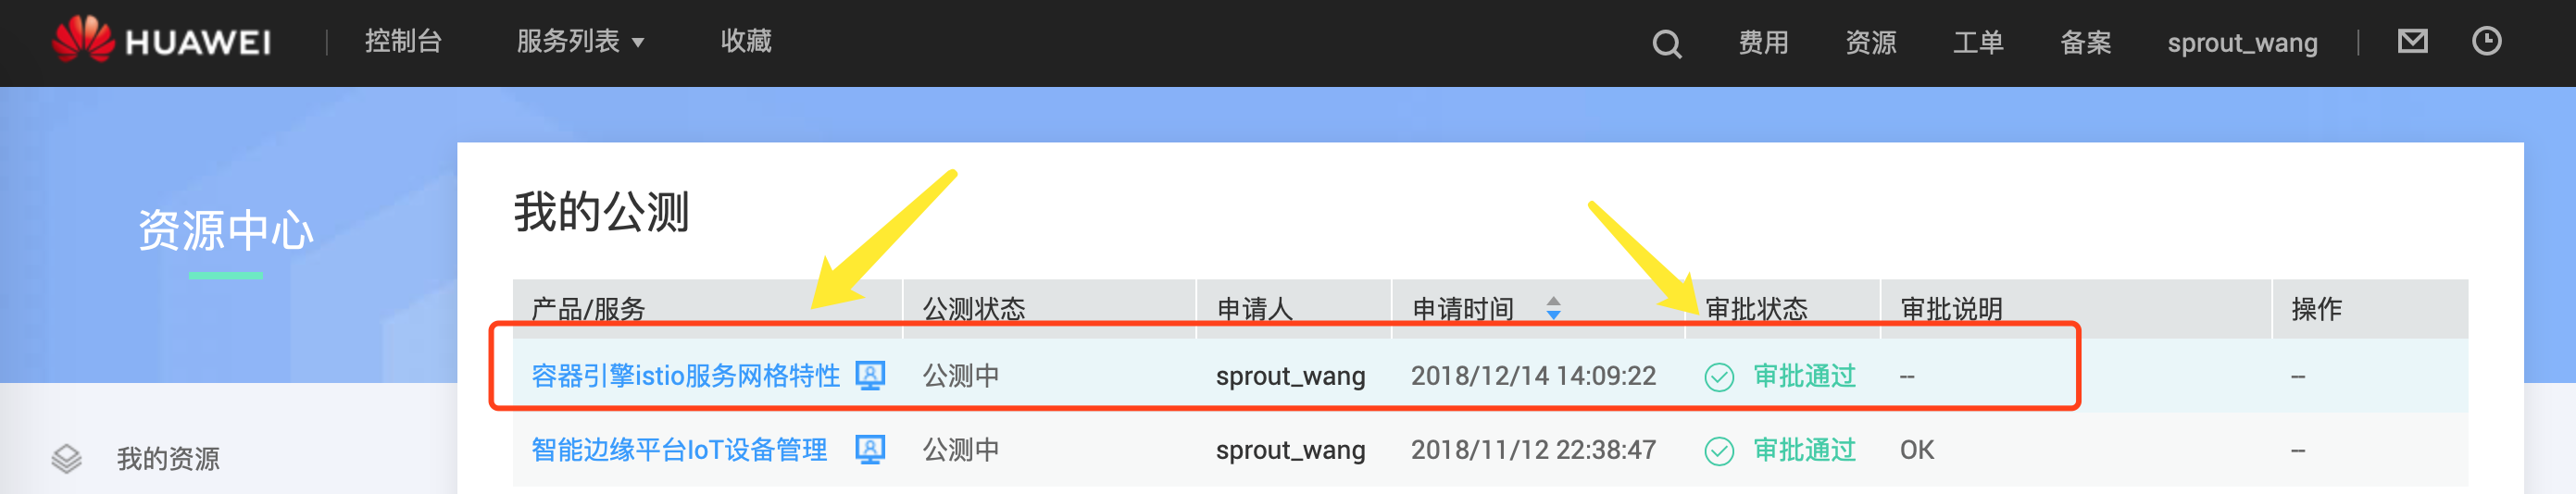 HUAWEI 控制台 服务列表 收藏 费用 资源 工单 备案 sprout_wang
资源中心
我的公测
产品/服务 公测状态 申请人 申请时间 审批状态 审批说明 操作
容器引擎istio服务网格特性 公测中 sprout_wang 2018/12/14 14:09:22 审批通过 -- --
智能边缘平台IoT设备管理 公测中 sprout_wang 2018/11/12 22:38:47 审批通过 OK --
我的资源